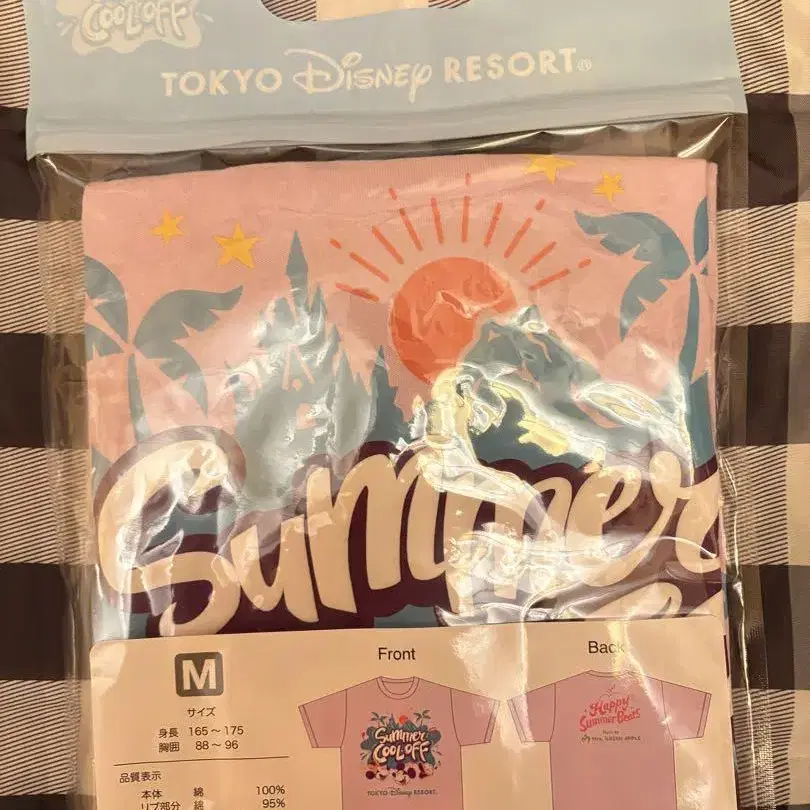 COOL OFF
TOKYO Disney RESORT®
Summer
M
サイズ
身長 165～175
胸囲 88～96
品質表示
本体 綿 100%
リブ部分 綿 95%
Front
Summer
COOL OFF
TOKYO Disney RESORT
Back
Happy
Summer Beats